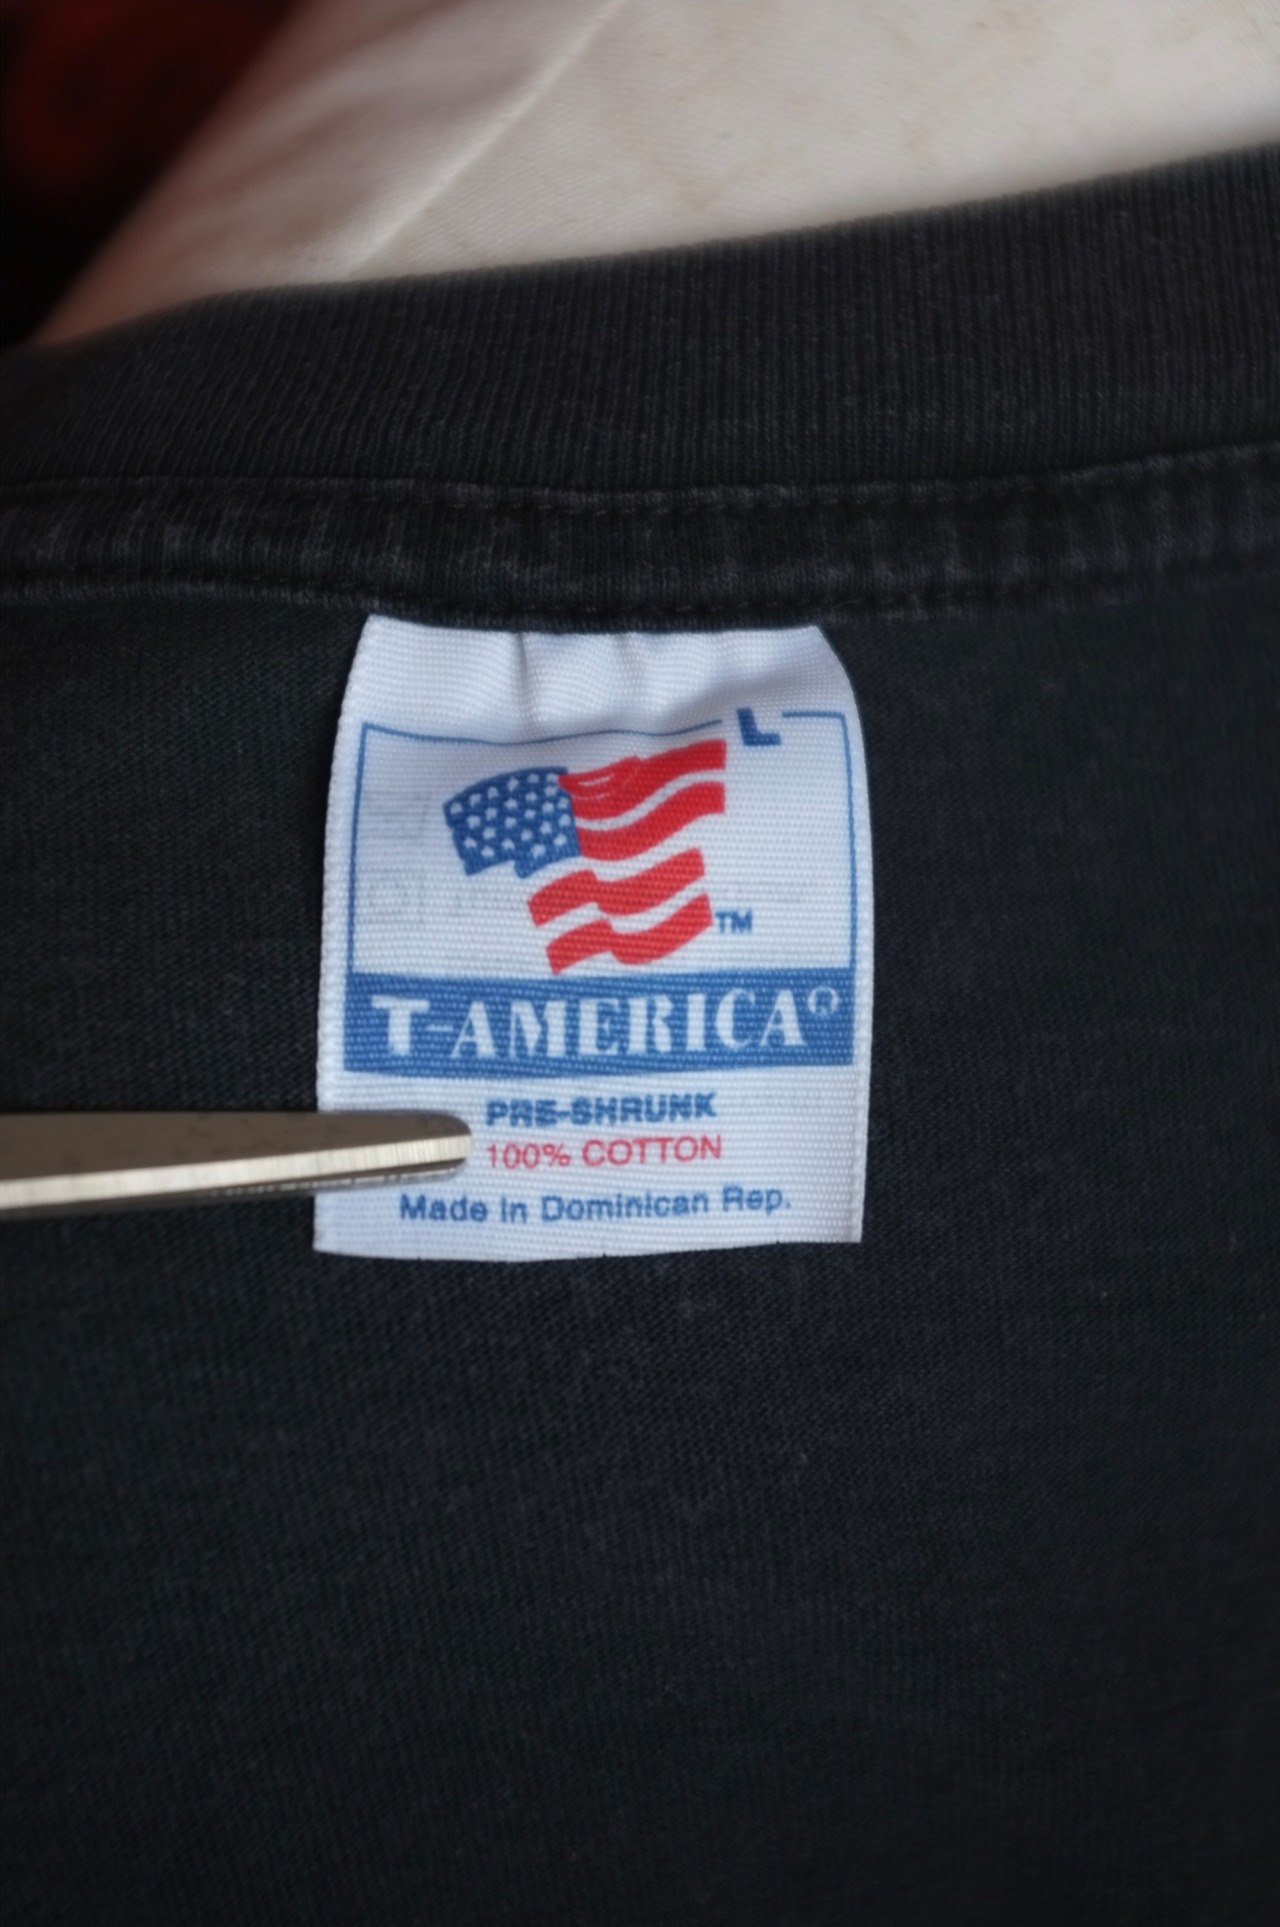 L
TM
T-AMERICA®
PRE-SHRUNK
100% COTTON
Made In Dominican Rep.